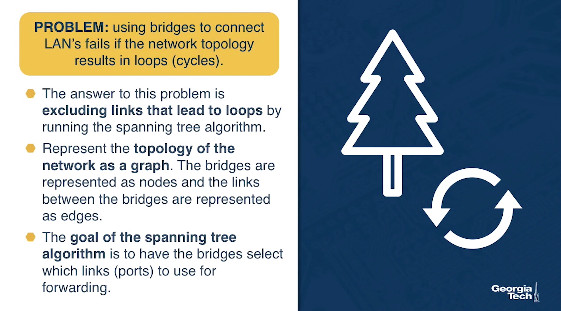 PROBLEM: using bridges to connect
LAN's fails if the network topology
results in loops (cycles).
The answer to this problem is
excluding links that lead to loops by
running the spanning tree algorithm.
Represent the topology of the
network as a graph. The bridges are
represented as nodes and the links
between the bridges are represented
as edges.
The goal of the spanning tree
algorithm is to have the bridges select
which links (ports) to use for
forwarding.
Georgia
Tech